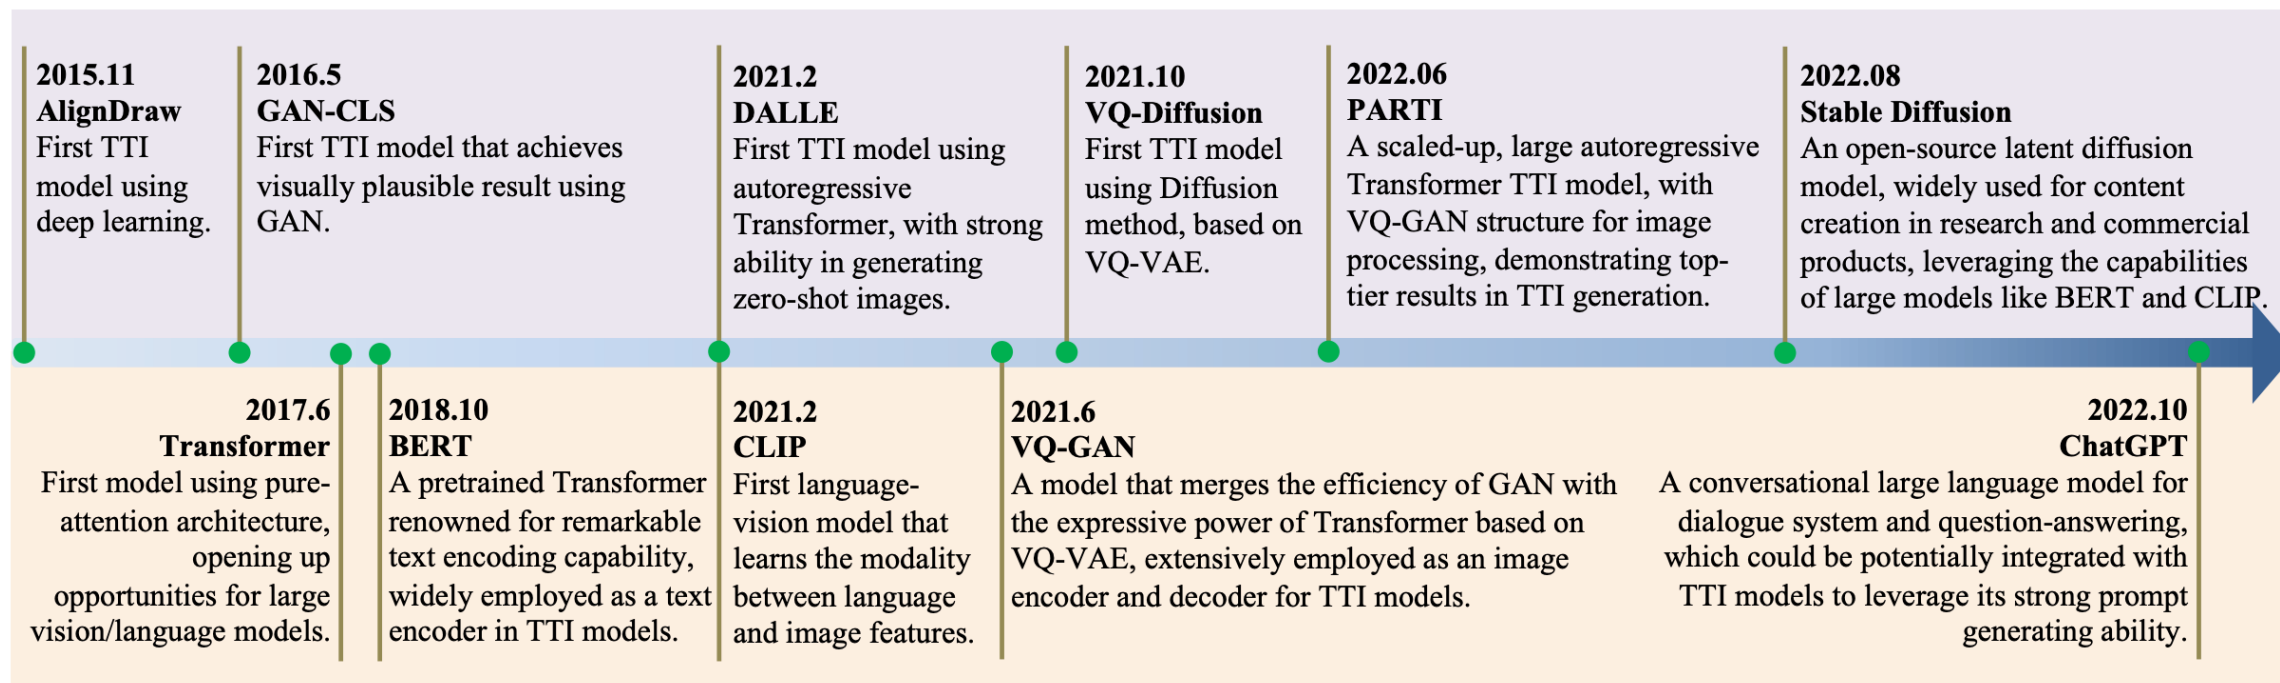 2015.11
AlignDraw
First TTI
model using
deep learning.
2016.5
GAN-CLS
First TTI model that achieves
visually plausible result using
GAN.
2021.2
DALLE
First TTI model using
autoregressive
Transformer, with strong
ability in generating
zero-shot images.
2021.10
VQ-Diffusion
First TTI model
using Diffusion
method, based on
VQ-VAE.
2022.06
PARTI
A scaled-up, large autoregressive
Transformer TTI model, with
VQ-GAN structure for image
processing, demonstrating top-
tier results in TTI generation.
2022.08
Stable Diffusion
An open-source latent diffusion
model, widely used for content
creation in research and commercial
products, leveraging the capabilities
of large models like BERT and CLIP.
2017.6
Transformer
First model using pure-
attention architecture,
opening up
opportunities for large
vision/language models.
2018.10
BERT
A pretrained Transformer
renowned for remarkable
text encoding capability,
widely employed as a text
encoder in TTI models.
2021.2
CLIP
First language-
vision model that
learns the modality
between language
and image features.
2021.6
VQ-GAN
A model that merges the efficiency of GAN with
the expressive power of Transformer based on
VQ-VAE, extensively employed as an image
encoder and decoder for TTI models.
2022.10
ChatGPT
A conversational large language model for
dialogue system and question-answering,
which could be potentially integrated with
TTI models to leverage its strong prompt
generating ability.